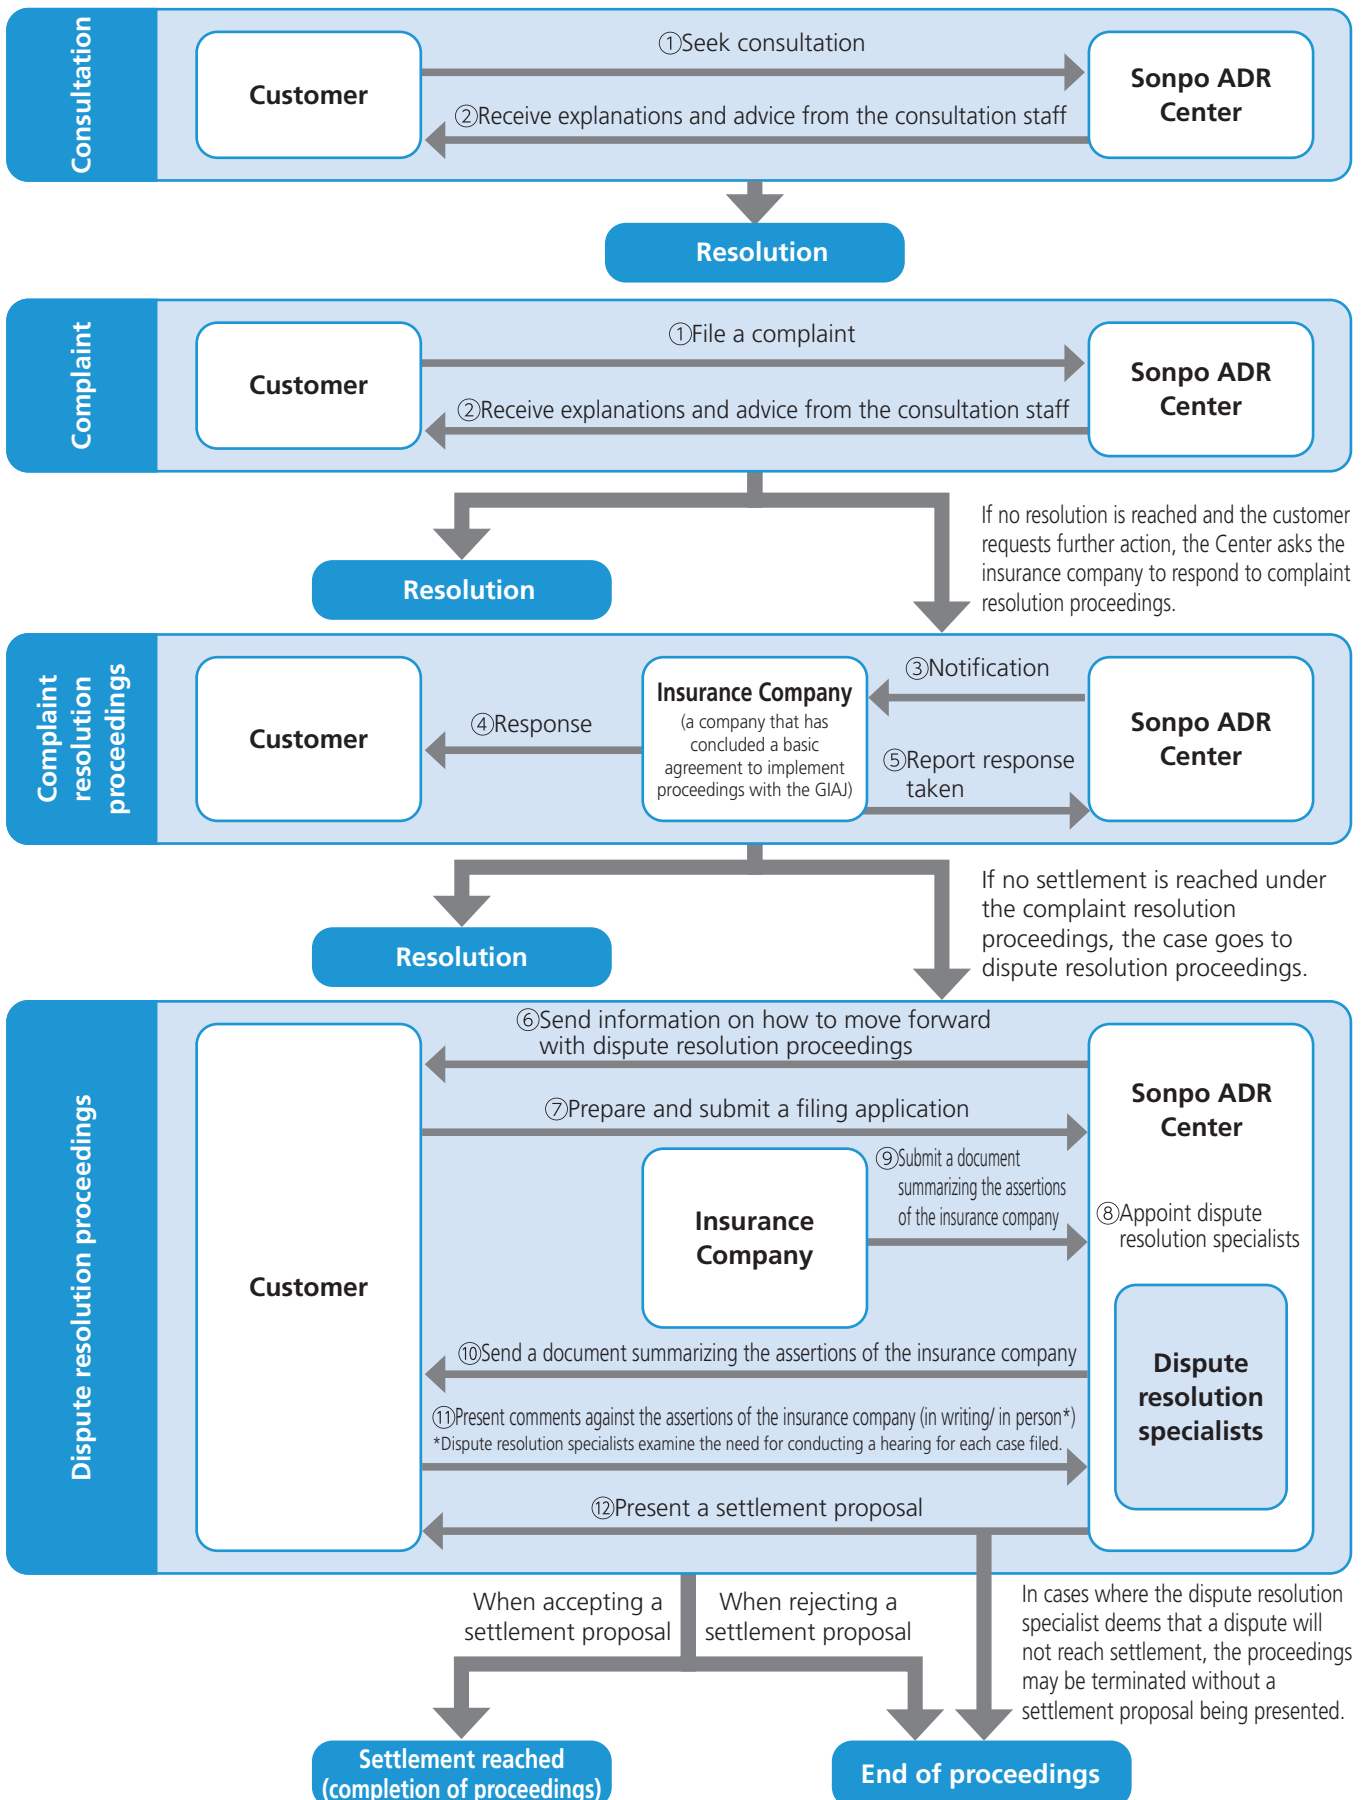 Consultation
Customer
①Seek consultation
②Receive explanations and advice from the consultation staff
Sonpo ADR
Center
Resolution
Complaint
Customer
①File a complaint
②Receive explanations and advice from the consultation staff
Sonpo ADR
Center
If no resolution is reached and the customer
requests further action, the Center asks the
insurance company to respond to complaint
resolution proceedings.
Resolution
Complaint
resolution
proceedings
Customer
④Response
Insurance Company
(a company that has
concluded a basic
agreement to implement
proceedings with the GIAJ)
③Notification
⑤Report response
taken
Sonpo ADR
Center
If no settlement is reached under
the complaint resolution
proceedings, the case goes to
dispute resolution proceedings.
Resolution
Dispute resolution proceedings
Customer
⑥Send information on how to move forward
with dispute resolution proceedings
⑦Prepare and submit a filing application
Sonpo ADR
Center
Insurance
Company
⑨Submit a document
summarizing the assertions
of the insurance company
⑧Appoint dispute
resolution specialists
Dispute
resolution
specialists
⑩Send a document summarizing the assertions of the insurance company
⑪Present comments against the assertions of the insurance company (in writing/ in person*)
*Dispute resolution specialists examine the need for conducting a hearing for each case filed.
⑫Present a settlement proposal
When accepting a
settlement proposal
When rejecting a
settlement proposal
In cases where the dispute resolution
specialist deems that a dispute will
not reach settlement, the proceedings
may be terminated without a
settlement proposal being presented.
Settlement reached
(completion of proceedings)
End of proceedings